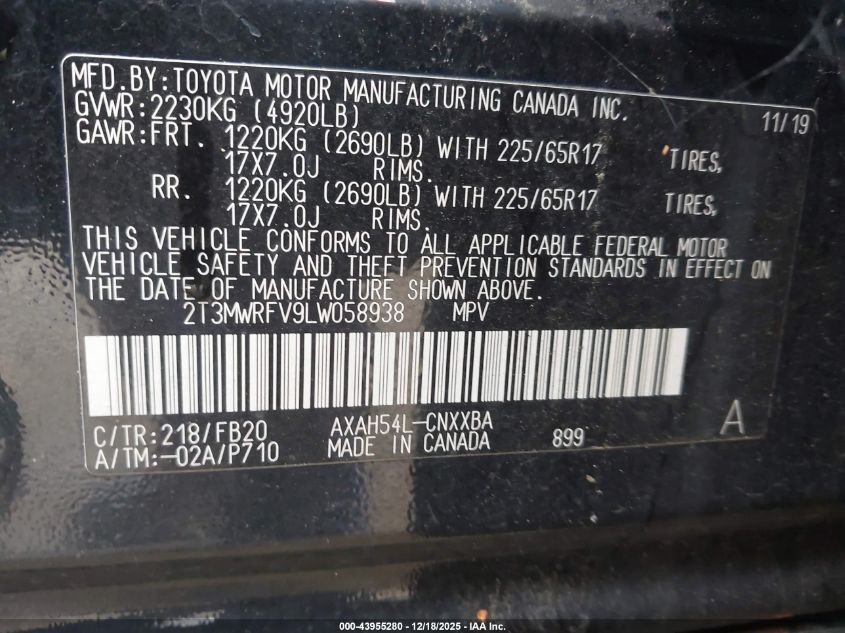 MFD.BY:TOYOTA MOTOR MANUFACTURING CANADA INC. 11/19
GVWR:2230KG (4920LB)
GAWR:FRT. 1220KG (2690LB) WITH 225/65R17 TIRES,
17X7.0J RIMS.
RR. 1220KG (2690LB) WITH 225/65R17 TIRES,
17X7.0J RIMS.
THIS VEHICLE CONFORMS TO ALL APPLICABLE FEDERAL MOTOR
VEHICLE SAFETY AND THEFT PREVENTION STANDARDS IN EFFECT ON
THE DATE OF MANUFACTURE SHOWN ABOVE.
2T3MWRFV9LW058938 MPV
C/TR:218/FB20 AXAH54L-CNXXBA A
A/TM:-02A/P710 MADE IN CANADA 899
000-43955280 - 12/18/2025 - IAA Inc.